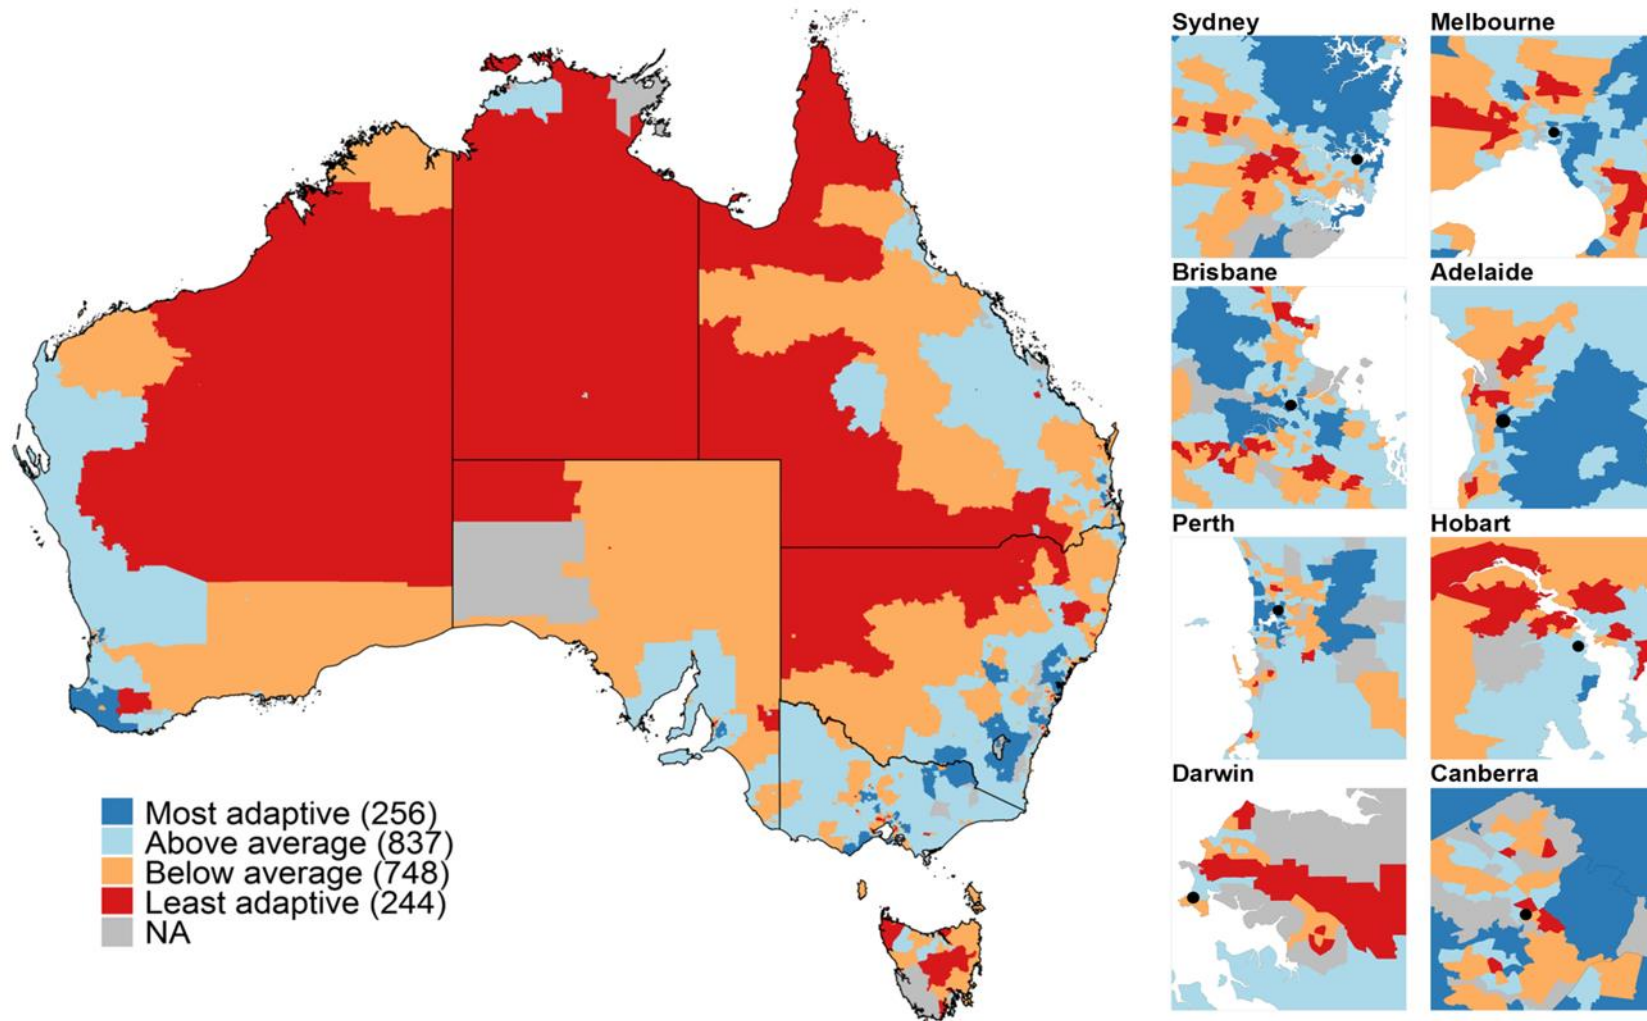 Sydney
Melbourne
Brisbane
Adelaide
Perth
Hobart
Darwin
Canberra
Most adaptive (256)
Above average (837)
Below average (748)
Least adaptive (244)
NA